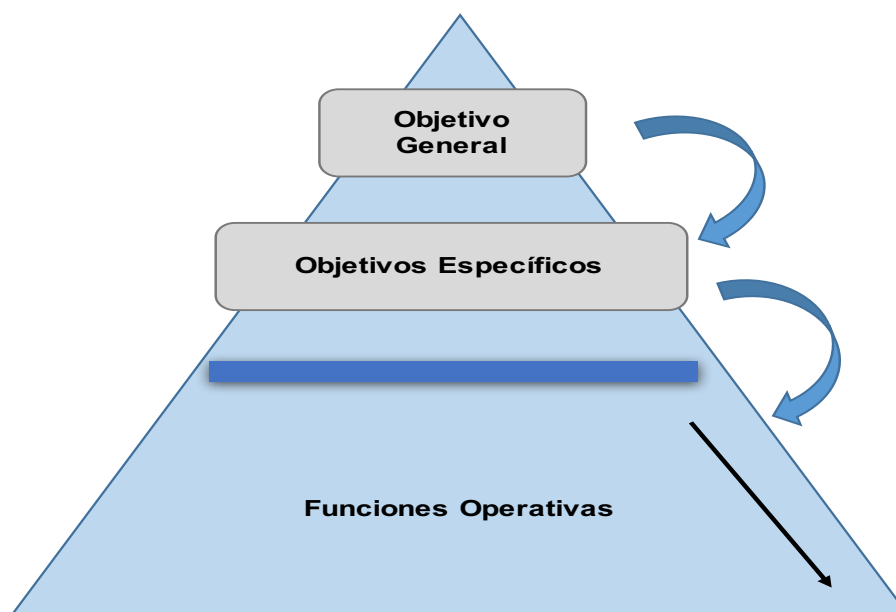 Objetivo
General
Objetivos Específicos
Funciones Operativas